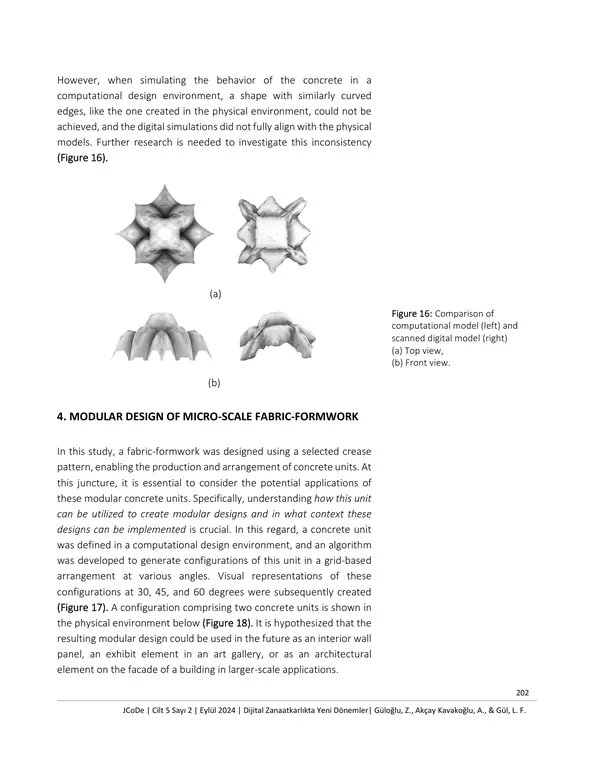 However, when simulating the behavior of the concrete in a
computational design environment, a shape with similarly curved
edges, like the one created in the physical environment, could not be
achieved, and the digital simulations did not fully align with the physical
models. Further research is needed to investigate this inconsistency
(Figure 16).
(a)
(b)
Figure 16: Comparison of
computational model (left) and
scanned digital model (right)
(a) Top view,
(b) Front view.
4. MODULAR DESIGN OF MICRO-SCALE FABRIC-FORMWORK
In this study, a fabric-formwork was designed using a selected crease
pattern, enabling the production and arrangement of concrete units. At
this juncture, it is essential to consider the potential applications of
these modular concrete units. Specifically, understanding how this unit
can be utilized to create modular designs and in what context these
designs can be implemented is crucial. In this regard, a concrete unit
was defined in a computational design environment, and an algorithm
was developed to generate configurations of this unit in a grid-based
arrangement at various angles. Visual representations of these
configurations at 30, 45, and 60 degrees were subsequently created
(Figure 17). A configuration comprising two concrete units is shown in
the physical environment below (Figure 18). It is hypothesized that the
resulting modular design could be used in the future as an interior wall
panel, an exhibit element in an art gallery, or as an architectural
element on the facade of a building in larger-scale applications.
202
JCoDe | Cilt 5 Sayı 2 | Eylül 2024 | Dijital Zanaatkarlıkta Yeni Dönemler| Güloğlu, Z., Akçay Kavakoğlu, A., & Gül, L. F.